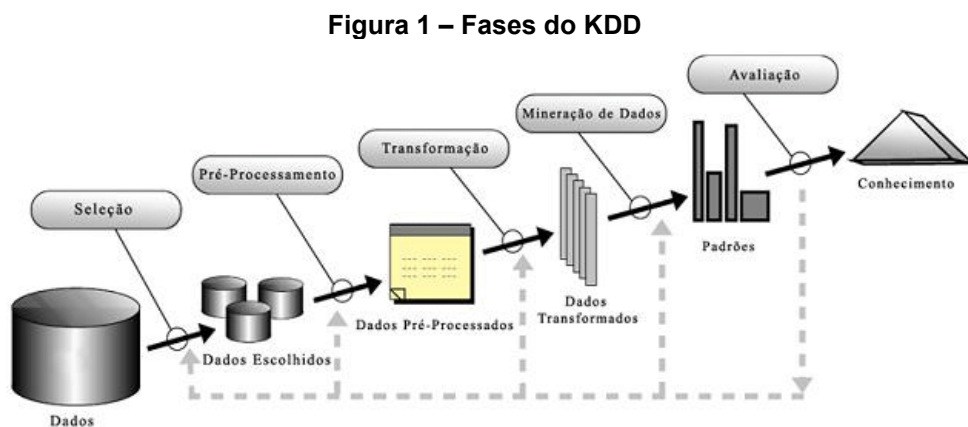 Figura 1 – Fases do KDD
Avaliação
Mineração de Dados
Transformação
Pré-Processamento
Seleção
Conhecimento
Padrões
Dados
Transformados
Dados Pré-Processados
Dados Escolhidos
Dados